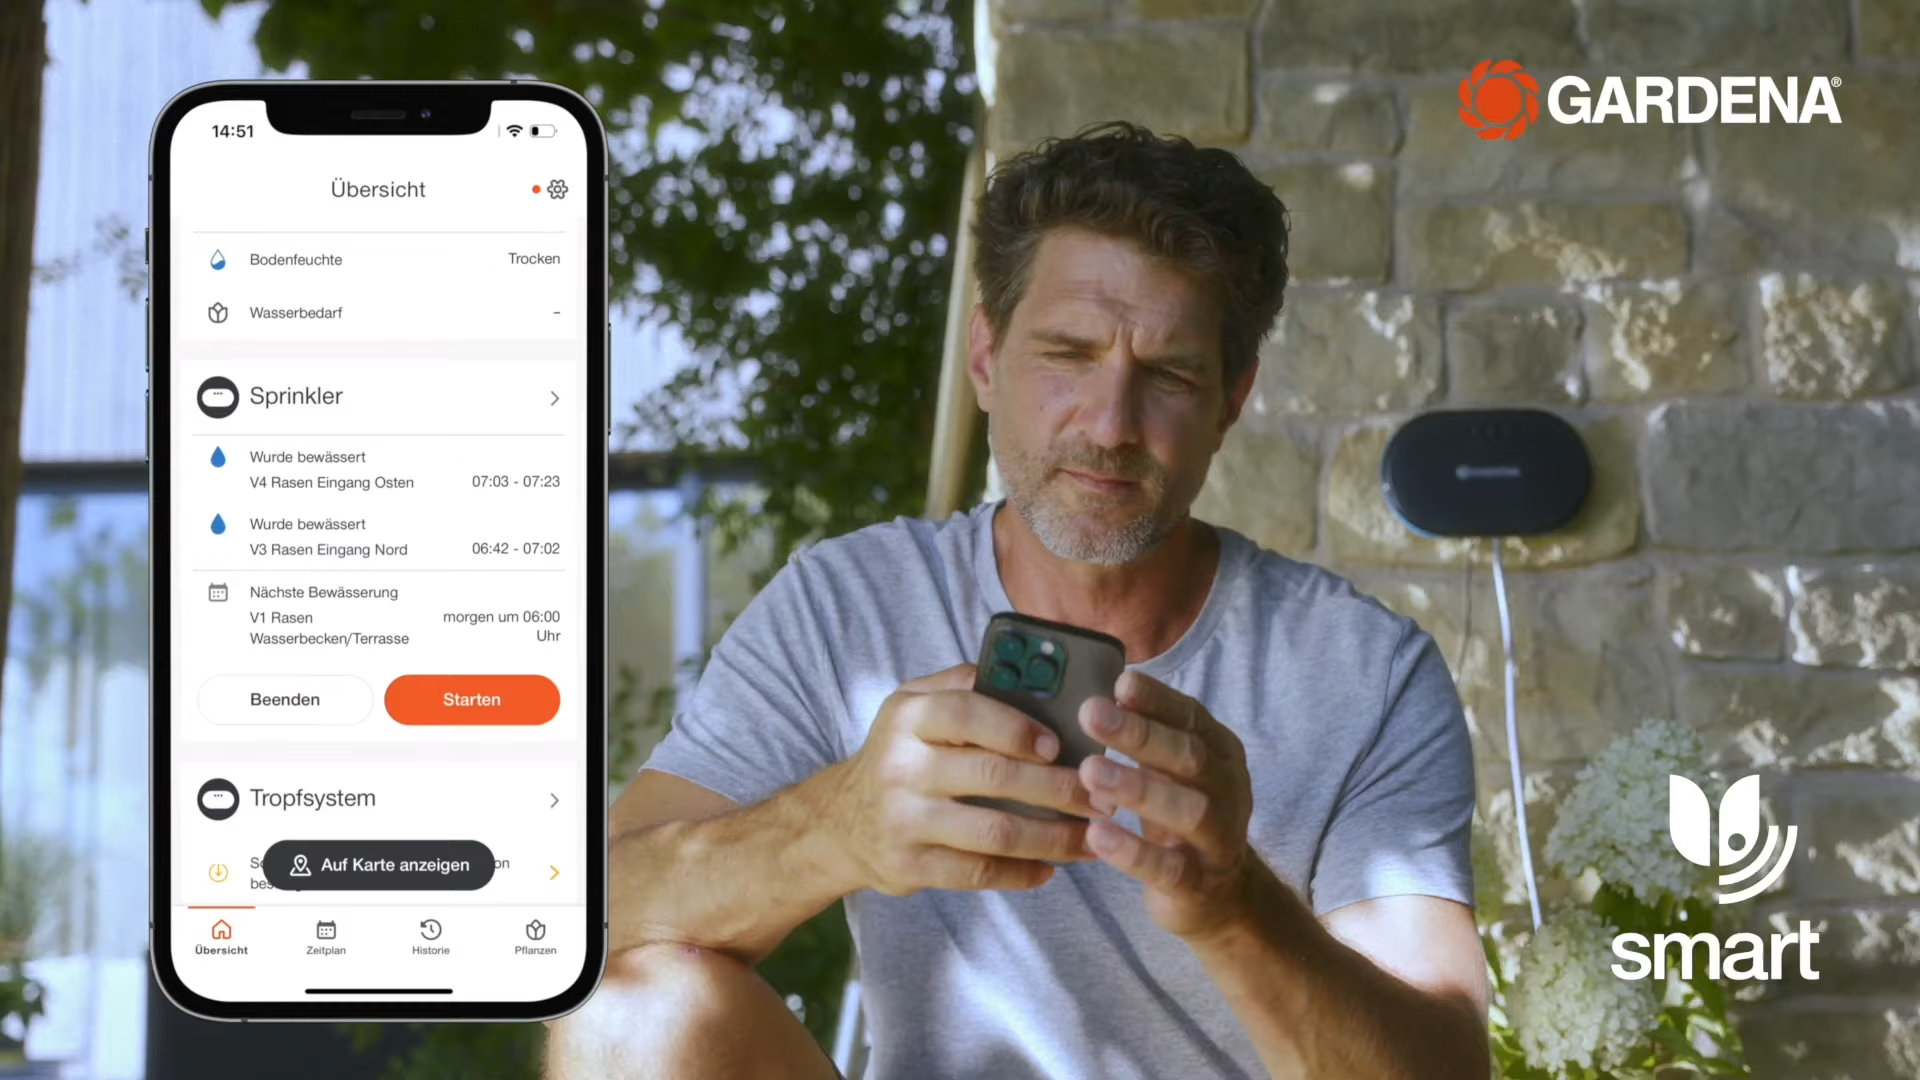 14:51
Übersicht
Bodenfeuchte Trocken
Wasserbedarf -
Sprinkler
Wurde bewässert
V4 Rasen Eingang Osten 07:03 - 07:23
Wurde bewässert
V3 Rasen Eingang Nord 06:42 - 07:02
Nächste Bewässerung
V1 Rasen morgen um 06:00
Wasserbecken/Terrasse Uhr
Beenden Starten
Tropfsystem
Auf Karte anzeigen
Übersicht Zeitplan Historie Pflanzen
GARDENA®
smart